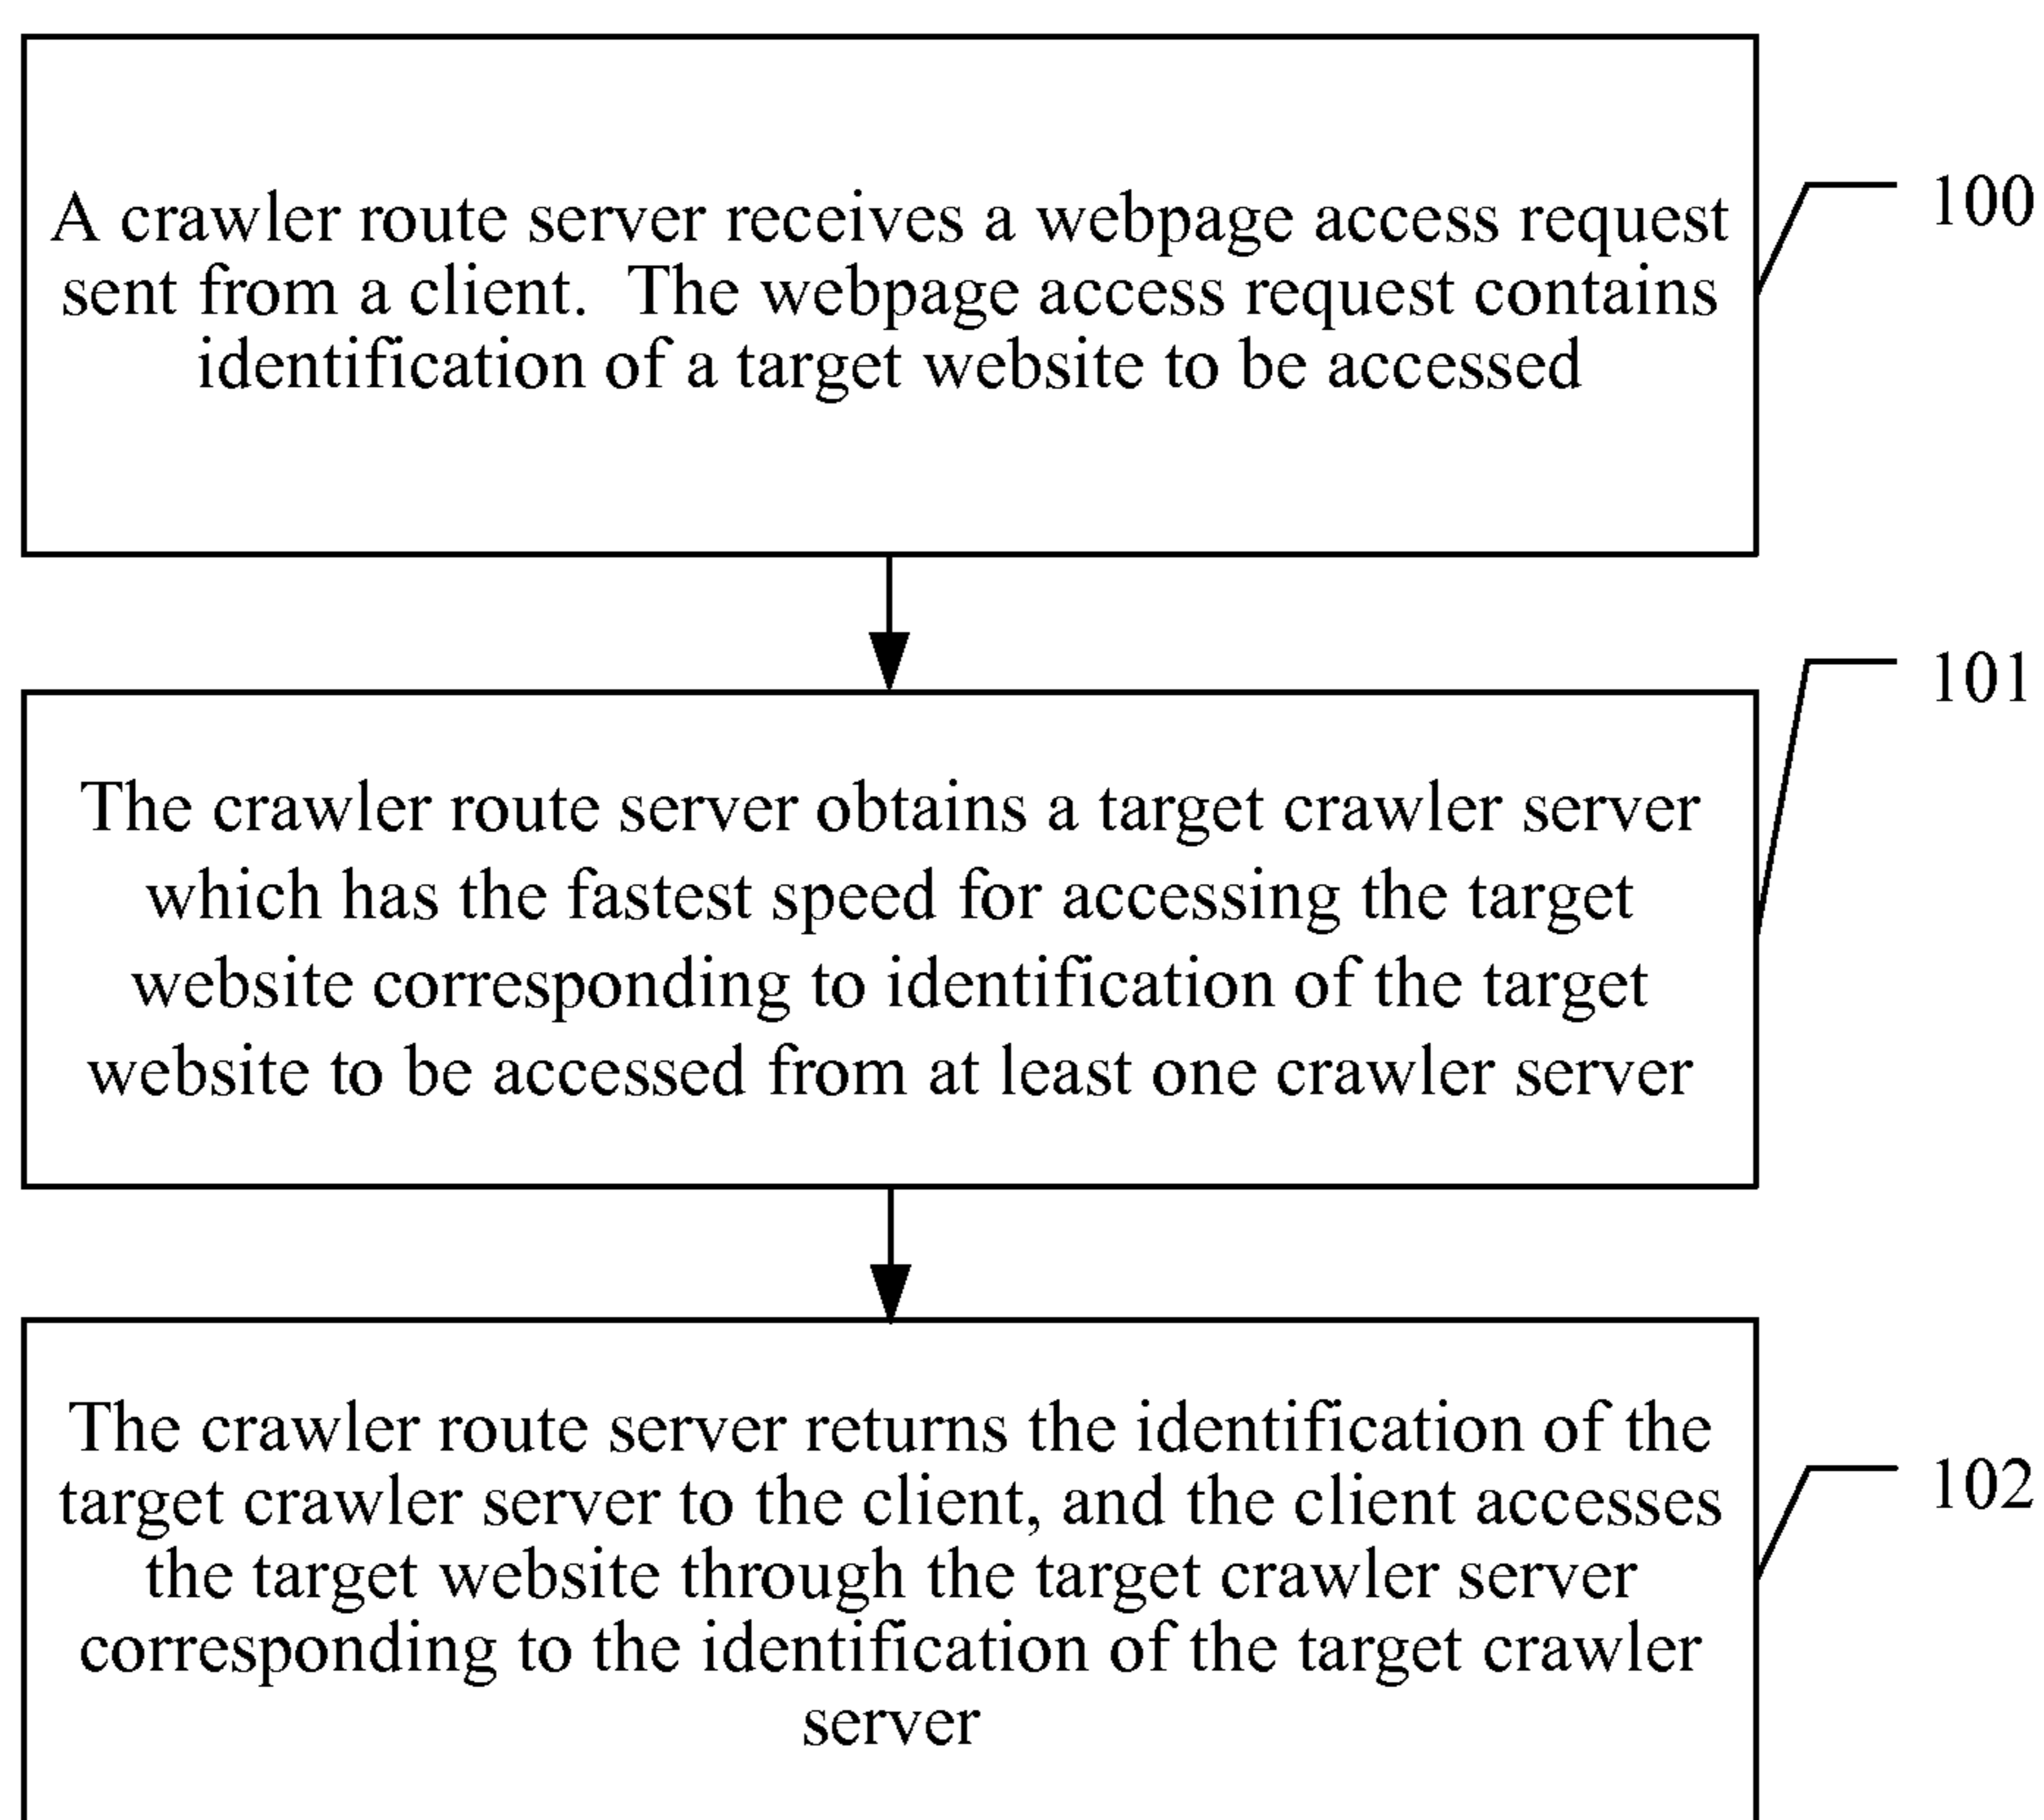 A crawler route server receives a webpage access request
sent from a client.  The webpage access request contains
identification of a target website to be accessed
100
101
The crawler route server obtains a target crawler server
which has the fastest speed for accessing the target
website corresponding to identification of the target
website to be accessed from at least one crawler server
The crawler route server returns the identification of the
target crawler server to the client, and the client accesses
the target website through the target crawler server
corresponding to the identification of the target crawler
server
102